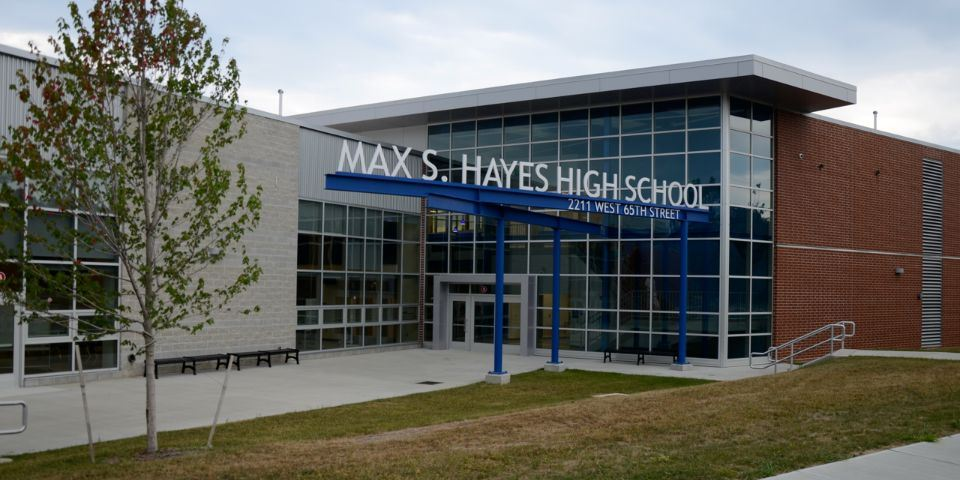 MAX S. HAYES HIGH SCHOOL
2211 WEST 65TH STREET